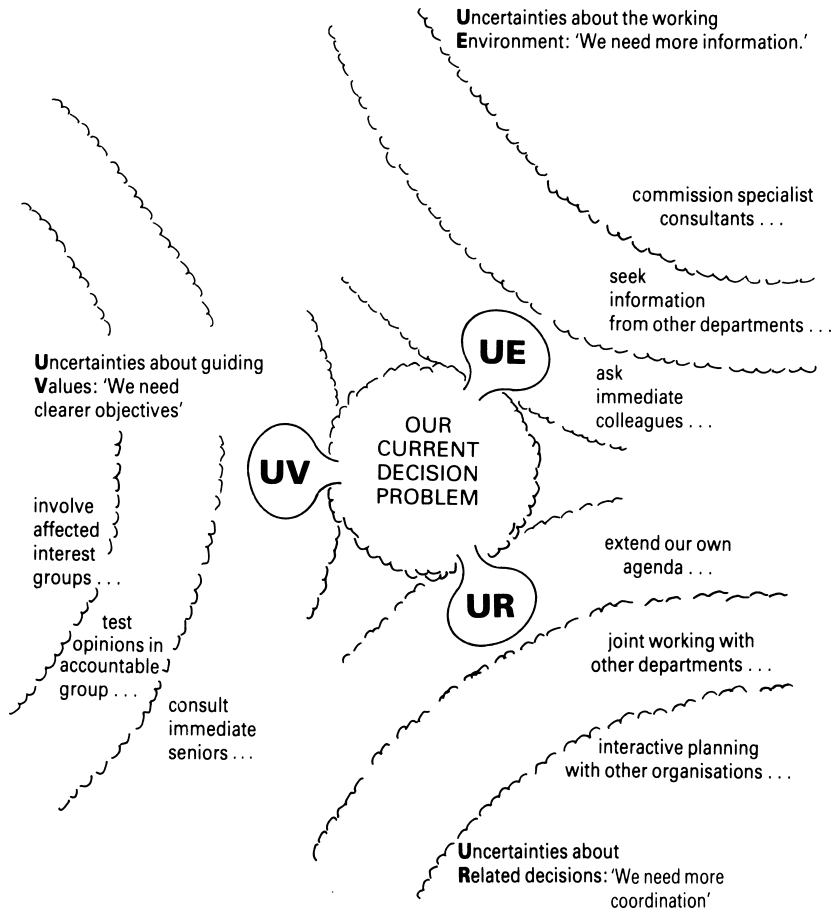 Uncertainties about the working
Environment: 'We need more information.'
commission specialist
consultants . . .
seek
information
from other departments . . .
ask
immediate
colleagues . . .
UE
OUR
CURRENT
DECISION
PROBLEM
Uncertainties about guiding
Values: 'We need
clearer objectives'
UV
involve
affected
interest
groups . . .
test
opinions in
accountable
group . . .
consult
immediate
seniors . . .
UR
extend our own
agenda . . .
joint working with
other departments . . .
interactive planning
with other organisations . . .
Uncertainties about
Related decisions: 'We need more
coordination'